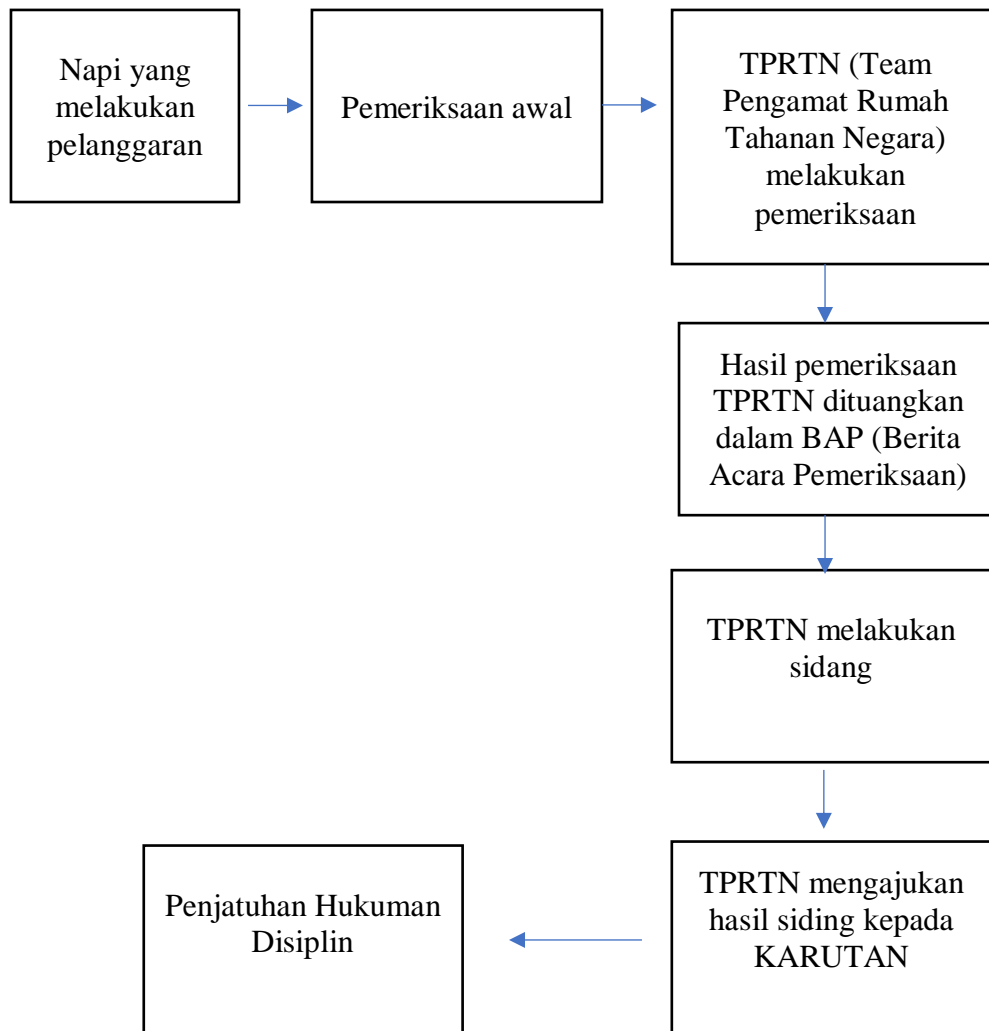 Napi yang
melakukan
pelanggaran
Pemeriksaan awal
TPRTN (Team
Pengamat Rumah
Tahanan Negara)
melakukan
pemeriksaan
Hasil pemeriksaan
TPRTN dituangkan
dalam BAP (Berita
Acara Pemeriksaan)
TPRTN melakukan
sidang
TPRTN mengajukan
hasil siding kepada
KARUTAN
Penjatuhan Hukuman
Disiplin